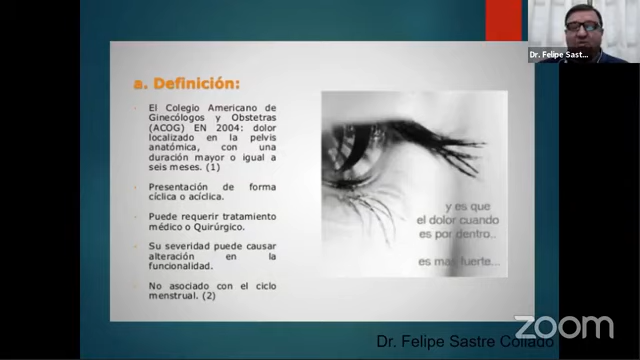 Dr. Felipe Sast...
a. Definición:
El Colegio Americano de
Ginecólogos y Obstetras
(ACOG) EN 2004: dolor
localizado en la pelvis
anatómica, con una
duración mayor o igual a
seis meses. (1)
Presentación de forma
cíclica o acíclica.
Puede requerir tratamiento
médico o Quirúrgico.
Su severidad puede causar
alteración en la
funcionalidad.
No asociado con el ciclo
menstrual. (2)
y es que
el dolor cuando
es por dentro..
es mas fuerte...
zoom
Dr. Felipe Sastre Collado